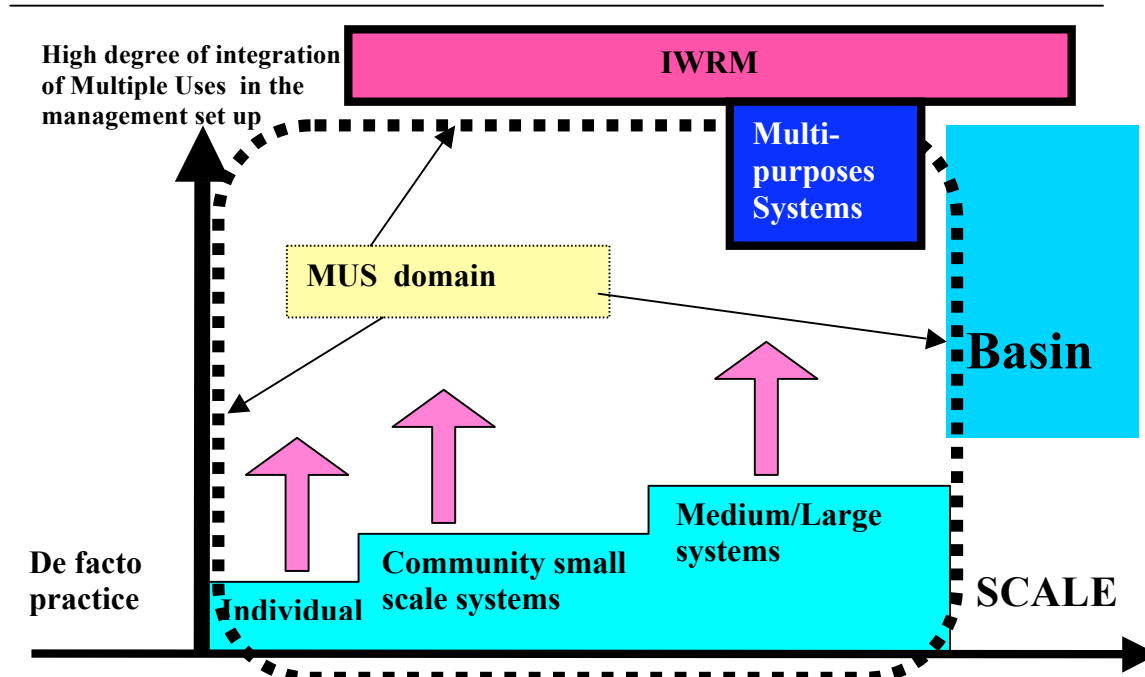 High degree of integration
of Multiple Uses in the
management set up
IWRM
Multi-
purposes
Systems
MUS domain
Basin
Medium/Large
systems
Community small
scale systems
Individual
De facto
practice
SCALE